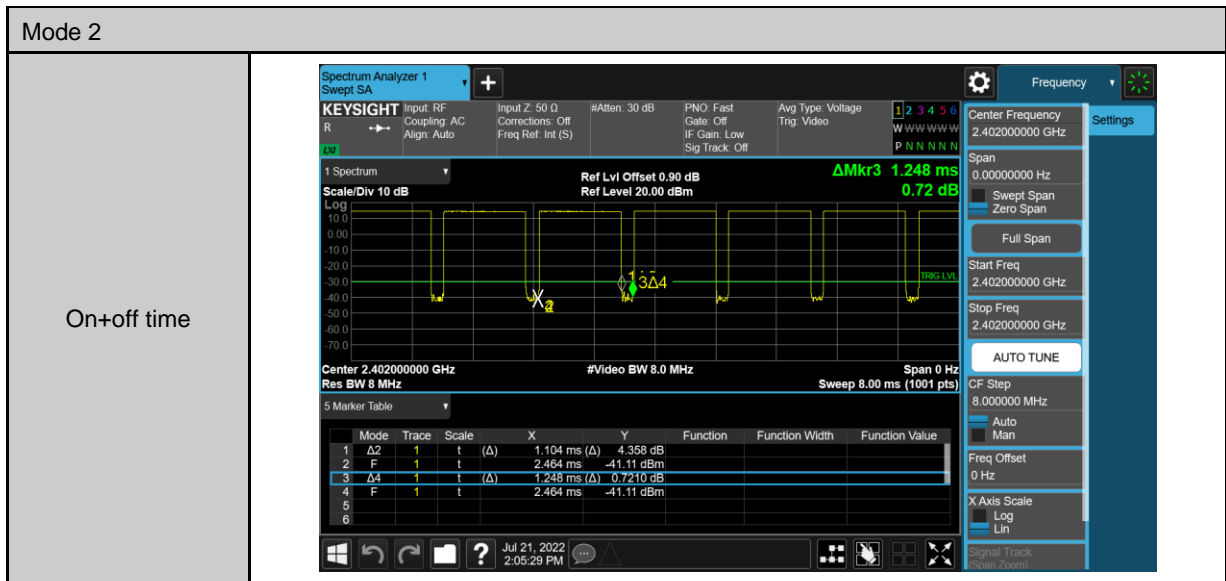 Mode 2
On+off time
Spectrum Analyzer 1
Swept SA
+
Frequency
KEYSIGHT
R
LXI
Input: RF
Coupling: AC
Align: Auto
Input Z: 50 Ω
Corrections: Off
Freq Ref: Int (S)
#Atten: 30 dB
PNO: Fast
Gate: Off
IF Gain: Low
Sig Track: Off
Avg Type: Voltage
Trig: Video
1 2 3 4 5 6
W W W W W W
P N N N N N
1 Spectrum
Scale/Div 10 dB
Ref Lvl Offset 0.90 dB
Ref Level 20.00 dBm
ΔMkr3 1.248 ms
0.72 dB
Log
10.0
0.00
-10.0
-20.0
-30.0
-40.0
-50.0
-60.0
-70.0
3Δ4
TRIG LVL
Center 2.402000000 GHz
#Video BW 8.0 MHz
Span 0 Hz
Res BW 8 MHz
Sweep 8.00 ms (1001 pts)
5 Marker Table
Mode Trace Scale X Y Function Function Width Function Value
1 Δ2 1 t (Δ) 1.104 ms (Δ) 4.358 dB
2 F 1 t 2.464 ms -41.11 dBm
3 Δ4 1 t (Δ) 1.248 ms (Δ) 0.7210 dB
4 F 1 t 2.464 ms -41.11 dBm
5
6
Jul 21, 2022
2:05:29 PM
Center Frequency
2.402000000 GHz
Settings
Span
0.00000000 Hz
Swept Span
Zero Span
Full Span
Start Freq
2.402000000 GHz
Stop Freq
2.402000000 GHz
AUTO TUNE
CF Step
8.000000 MHz
Auto
Man
Freq Offset
0 Hz
X Axis Scale
Log
Lin
Signal Track
(Span Zoom)